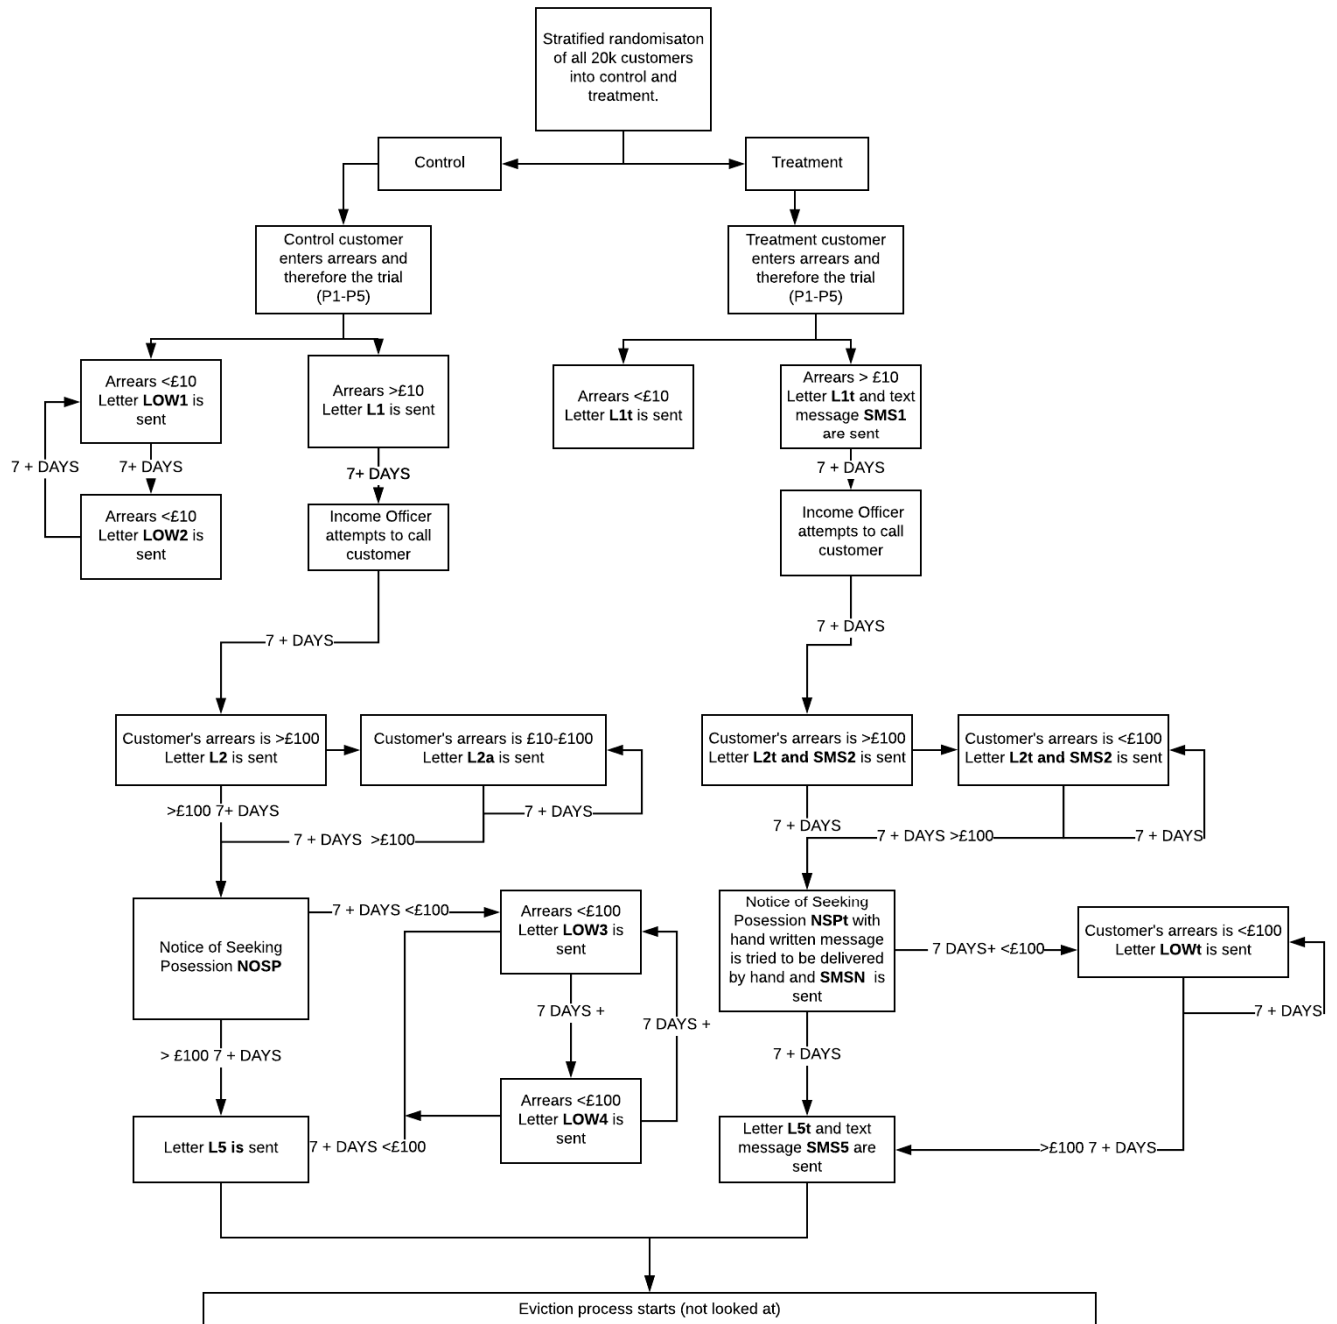 Stratified randomisaton
of all 20k customers
into control and
treatment.
Control
Treatment
Control customer
enters arrears and
therefore the trial
(P1-P5)
Treatment customer
enters arrears and
therefore the trial
(P1-P5)
Arrears <£10
Letter LOW1 is
sent
Arrears >£10
Letter L1 is sent
Arrears <£10
Letter L1t is sent
Arrears > £10
Letter L1t and text
message SMS1
are sent
7 + DAYS
7+ DAYS
7+ DAYS
7 + DAYS
Arrears <£10
Letter LOW2 is
sent
Income Officer
attempts to call
customer
Income Officer
attempts to call
customer
7 + DAYS
7 + DAYS
Customer's arrears is >£100
Letter L2 is sent
Customer's arrears is £10-£100
Letter L2a is sent
Customer's arrears is >£100
Letter L2t and SMS2 is sent
Customer's arrears is <£100
Letter L2t and SMS2 is sent
>£100 7+ DAYS
7 + DAYS
7 + DAYS >£100
7 + DAYS
7 + DAYS >£100
7 + DAYS
Notice of Seeking
Posession NOSP
7 + DAYS <£100
Arrears <£100
Letter LOW3 is
sent
Notice of Seeking
Posession NSPt with
hand written message
is tried to be delivered
by hand and SMSN is
sent
7 DAYS+ <£100
Customer's arrears is <£100
Letter LOWt is sent
7 DAYS +
7 DAYS +
7 + DAYS
> £100 7 + DAYS
7 + DAYS
Arrears <£100
Letter LOW4 is
sent
Letter L5 is sent
7 + DAYS <£100
Letter L5t and text
message SMS5 are
sent
>£100 7 + DAYS
Eviction process starts (not looked at)